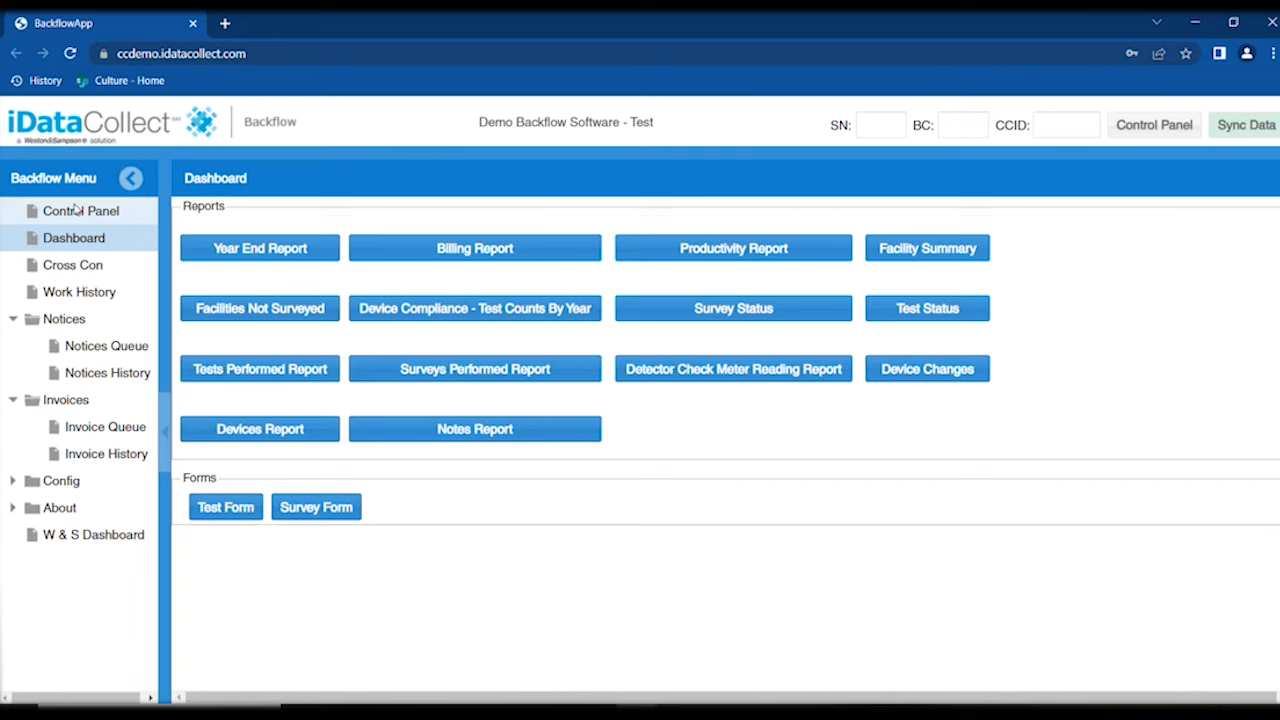 BackflowApp
ccdemo.idatacollect.com
History Culture - Home
iDataCollect℠ Backflow Demo Backflow Software - Test SN: BC: CCID: Control Panel Sync Data
a Weston&Sampson® solution
Backflow Menu Dashboard
Control Panel
Dashboard
Cross Con
Work History
Notices
Notices Queue
Notices History
Invoices
Invoice Queue
Invoice History
Config
About
W & S Dashboard
Reports
Year End Report Billing Report Productivity Report Facility Summary
Facilities Not Surveyed Device Compliance - Test Counts By Year Survey Status Test Status
Tests Performed Report Surveys Performed Report Detector Check Meter Reading Report Device Changes
Devices Report Notes Report
Forms
Test Form Survey Form